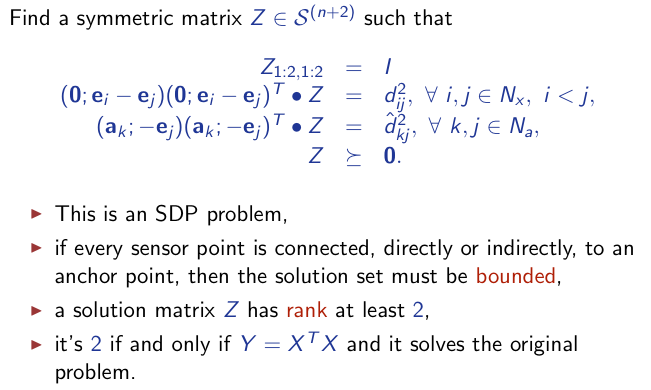 Find a symmetric matrix Z ∈ 𝒮^(n+2) such that
Z_{1:2,1:2} = I
(0; e_i − e_j)(0; e_i − e_j)^T • Z = d_{ij}^2, ∀ i, j ∈ N_x, i < j,
(a_k; −e_j)(a_k; −e_j)^T • Z = d̂_{kj}^2, ∀ k, j ∈ N_a,
Z ⪰ 0.
▶ This is an SDP problem,
▶ if every sensor point is connected, directly or indirectly, to an
anchor point, then the solution set must be bounded,
▶ a solution matrix Z has rank at least 2,
▶ it's 2 if and only if Y = X^T X and it solves the original
problem.